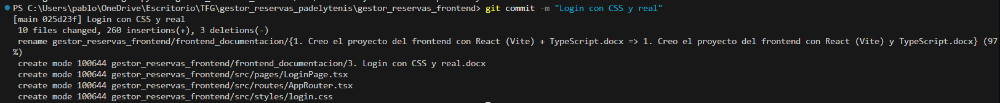 PS C:\Users\pablo\OneDrive\Escritorio\TFG\gestor_reservas_padelytenis\gestor_reservas_frontend> git commit -m "Login con CSS y real"
[main 025d23f] Login con CSS y real
 10 files changed, 260 insertions(+), 3 deletions(-)
 rename gestor_reservas_frontend/frontend_documentacion/{1. Creo el proyecto del frontend con React (Vite) + TypeScript.docx => 1. Creo el proyecto del frontend con React (Vite) y TypeScript.docx} (97
%)
 create mode 100644 gestor_reservas_frontend/frontend_documentacion/3. Login con CSS y real.docx
 create mode 100644 gestor_reservas_frontend/src/pages/LoginPage.tsx
 create mode 100644 gestor_reservas_frontend/src/routes/AppRouter.tsx
 create mode 100644 gestor_reservas_frontend/src/styles/login.css